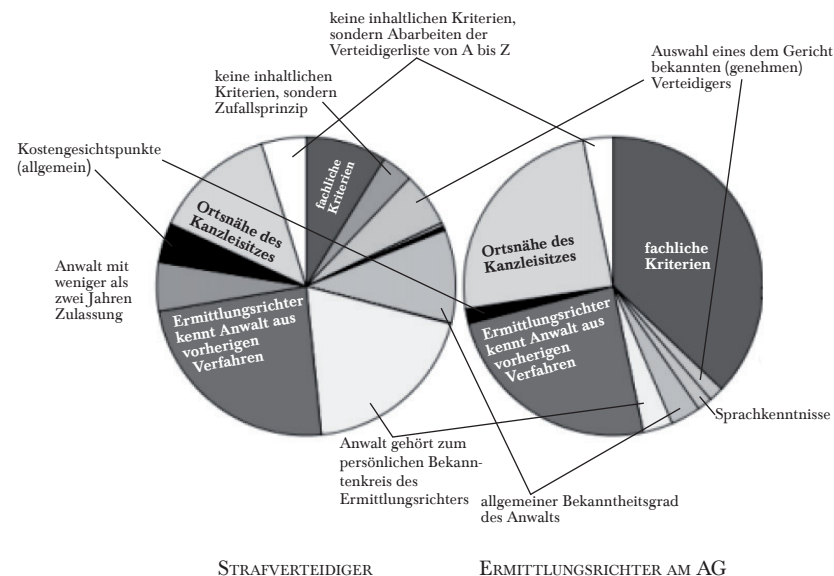 keine inhaltlichen Kriterien,
sondern Abarbeiten der
Verteidigerliste von A bis Z
Auswahl eines dem Gericht
bekannten (genehmen)
Verteidigers
keine inhaltlichen
Kriterien, sondern
Zufallsprinzip
Kostengesichtspunkte
(allgemein)
fachliche
Kriterien
Ortsnähe des
Kanzleisitzes
Anwalt mit
weniger als
zwei Jahren
Zulassung
Ermittlungsrichter
kennt Anwalt aus
vorherigen
Verfahren
Ortsnähe des
Kanzleisitzes
fachliche
Kriterien
Ermittlungsrichter
kennt Anwalt aus
vorherigen
Verfahren
Sprachkenntnisse
Anwalt gehört zum
persönlichen Bekann-
tenkreis des
Ermittlungsrichters
allgemeiner Bekanntheitsgrad
des Anwalts
STRAFVERTEIDIGER
ERMITTLUNGSRICHTER AM AG